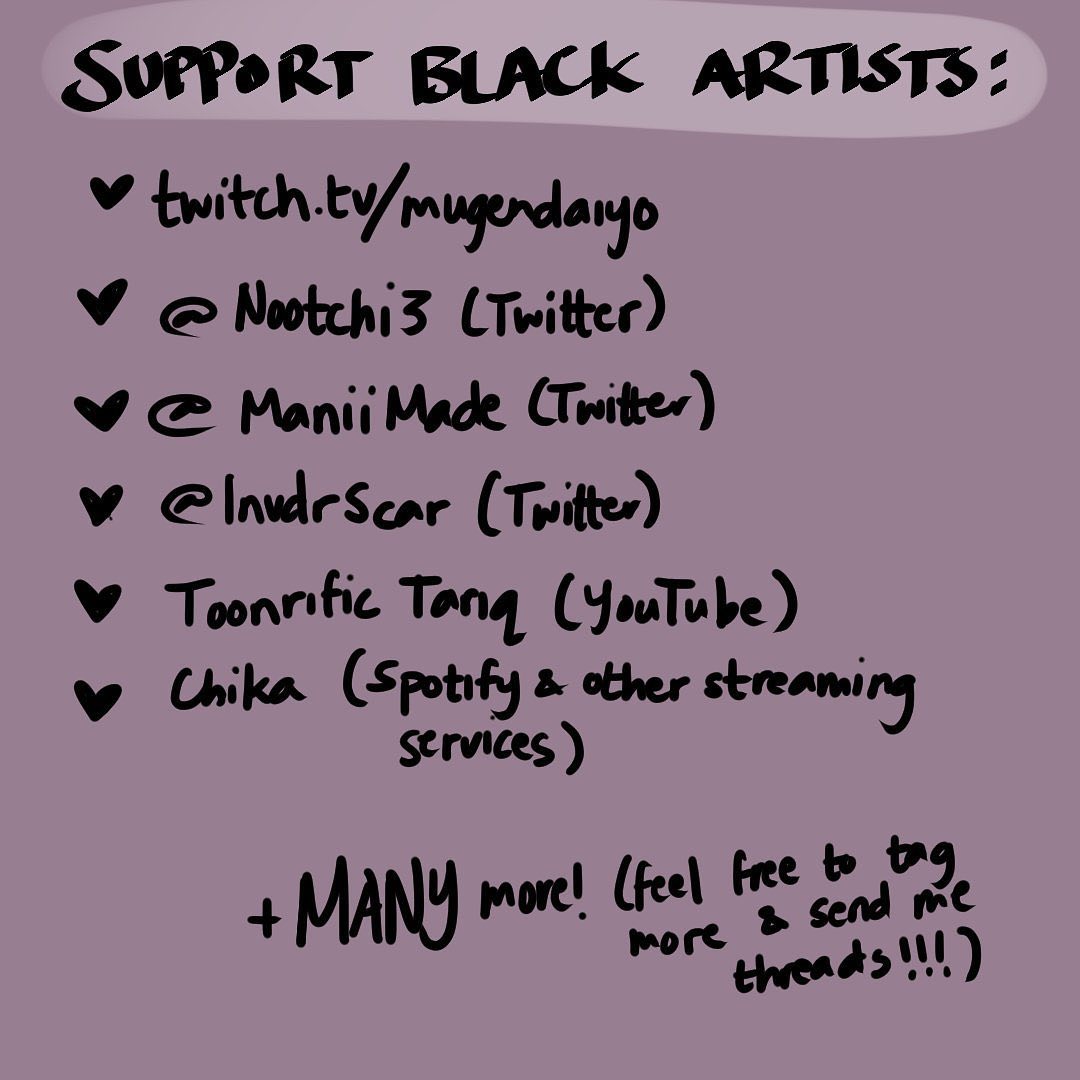 SUPPORT BLACK ARTISTS:
♥ twitch.tv/mugendaiyo
♥ @Nootchi3 (Twitter)
♥ @ManiiMade (Twitter)
♥ @InvdrScar (Twitter)
♥ Toonrific Tariq (YouTube)
♥ Chika (Spotify & other streaming
services)
+ MANY more! (feel free to tag
more & send me
threads!!!)